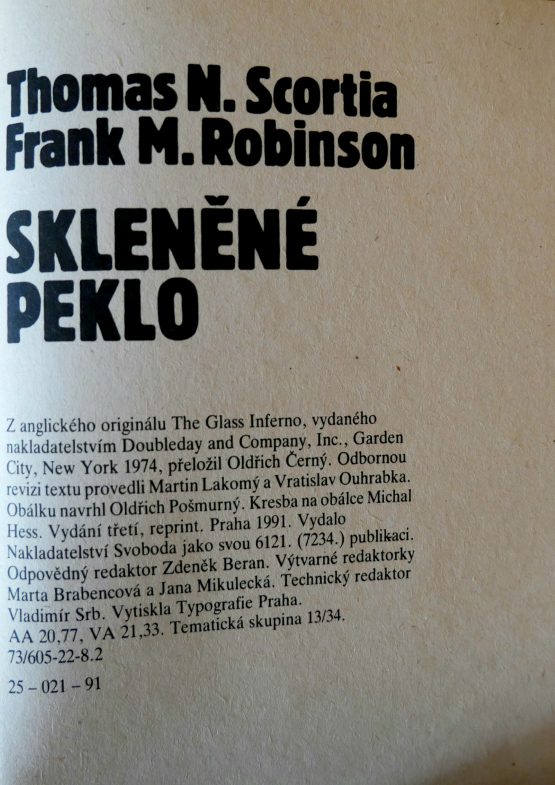 Thomas N. Scortia
Frank M. Robinson
SKLENĚNÉ
PEKLO
Z anglického originálu The Glass Inferno, vydaného
nakladatelstvím Doubleday and Company, Inc., Garden
City, New York 1974, přeložil Oldřich Černý. Odbornou
revizi textu provedli Martin Lakomý a Vratislav Ouhrabka.
Obálku navrhl Oldřich Pošmurný. Kresba na obálce Michal
Hess. Vydání třetí, reprint. Praha 1991. Vydalo
Nakladatelství Svoboda jako svou 6121. (7234.) publikaci.
Odpovědný redaktor Zdeněk Beran. Výtvarné redaktorky
Marta Brabencová a Jana Mikulecká. Technický redaktor
Vladimír Srb. Vytiskla Typografie Praha.
AA 20,77, VA 21,33. Tematická skupina 13/34.
73/605-22-8.2
25 – 021 – 91